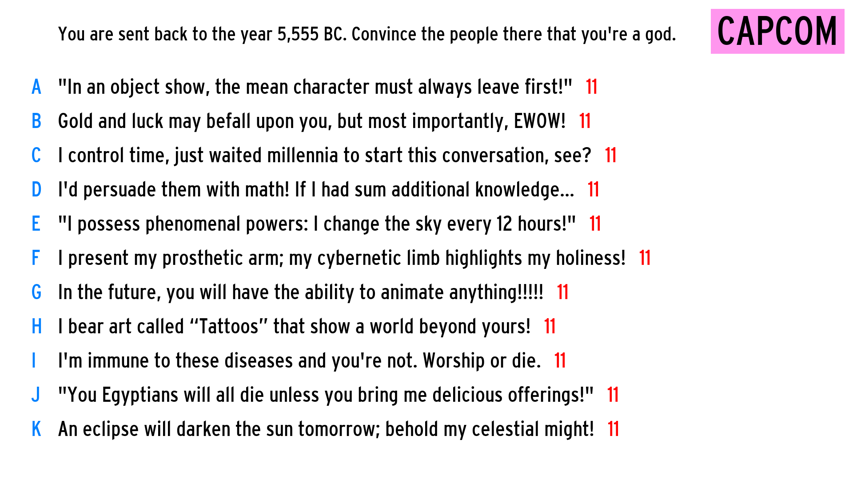 You are sent back to the year 5,555 BC. Convince the people there that you're a god.
CAPCOM
A "In an object show, the mean character must always leave first!" 11
B Gold and luck may befall upon you, but most importantly, EWOW! 11
C I control time, just waited millennia to start this conversation, see? 11
D I'd persuade them with math! If I had sum additional knowledge... 11
E "I possess phenomenal powers: I change the sky every 12 hours!" 11
F I present my prosthetic arm; my cybernetic limb highlights my holiness! 11
G In the future, you will have the ability to animate anything!!!!! 11
H I bear art called “Tattoos” that show a world beyond yours! 11
I I'm immune to these diseases and you're not. Worship or die. 11
J "You Egyptians will all die unless you bring me delicious offerings!" 11
K An eclipse will darken the sun tomorrow; behold my celestial might! 11